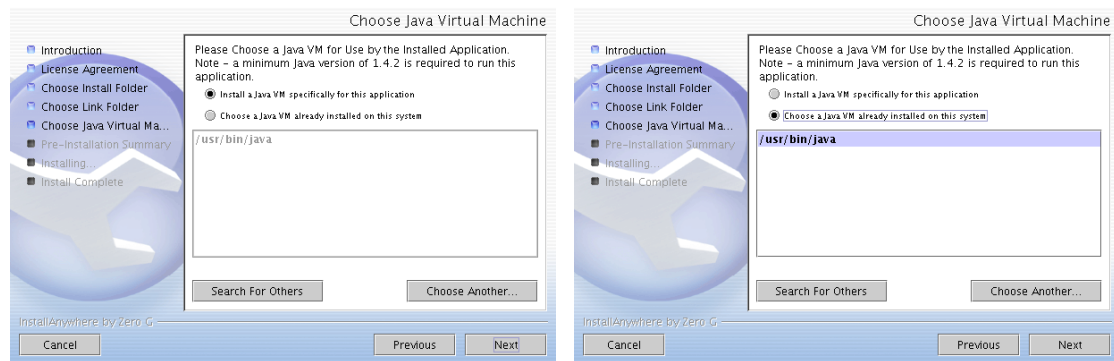 Choose Java Virtual Machine
Introduction
License Agreement
Choose Install Folder
Choose Link Folder
Choose Java Virtual Ma...
Pre-Installation Summary
Installing...
Install Complete
Please Choose a Java VM for Use by the Installed Application.
Note - a minimum Java version of 1.4.2 is required to run this
application.
Install a Java VM specifically for this application
Choose a Java VM already installed on this system
/usr/bin/java
Search For Others
Choose Another...
InstallAnywhere by Zero G
Cancel
Previous
Next
Choose Java Virtual Machine
Introduction
License Agreement
Choose Install Folder
Choose Link Folder
Choose Java Virtual Ma...
Pre-Installation Summary
Installing...
Install Complete
Please Choose a Java VM for Use by the Installed Application.
Note - a minimum Java version of 1.4.2 is required to run this
application.
Install a Java VM specifically for this application
Choose a Java VM already installed on this system
/usr/bin/java
Search For Others
Choose Another...
InstallAnywhere by Zero G
Cancel
Previous
Next